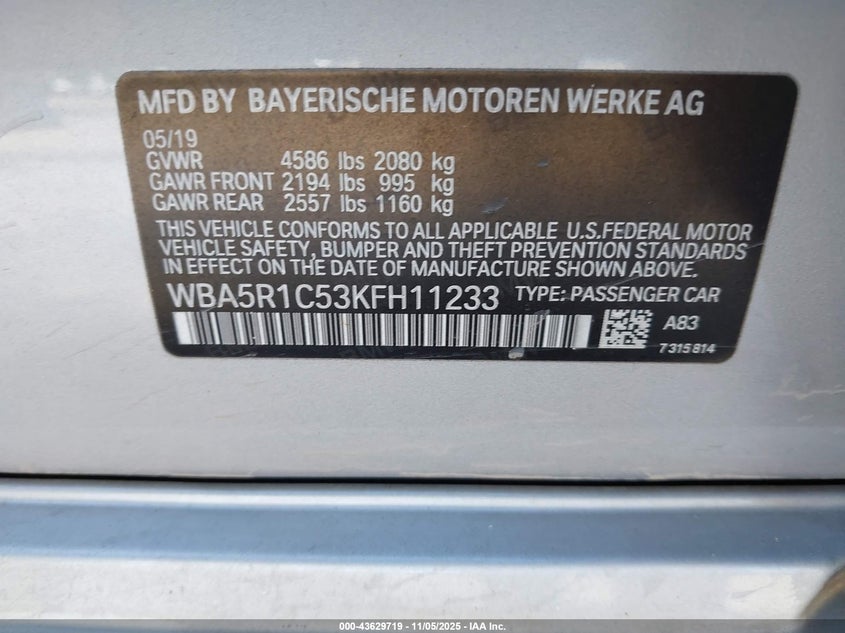 MFD BY BAYERISCHE MOTOREN WERKE AG
05/19
GVWR 4586 lbs 2080 kg
GAWR FRONT 2194 lbs 995 kg
GAWR REAR 2557 lbs 1160 kg
THIS VEHICLE CONFORMS TO ALL APPLICABLE U.S.FEDERAL MOTOR
VEHICLE SAFETY, BUMPER AND THEFT PREVENTION STANDARDS
IN EFFECT ON THE DATE OF MANUFACTURE SHOWN ABOVE.
WBA5R1C53KFH11233 TYPE: PASSENGER CAR
A83
7315814
000-43629719 - 11/05/2025 - IAA Inc.